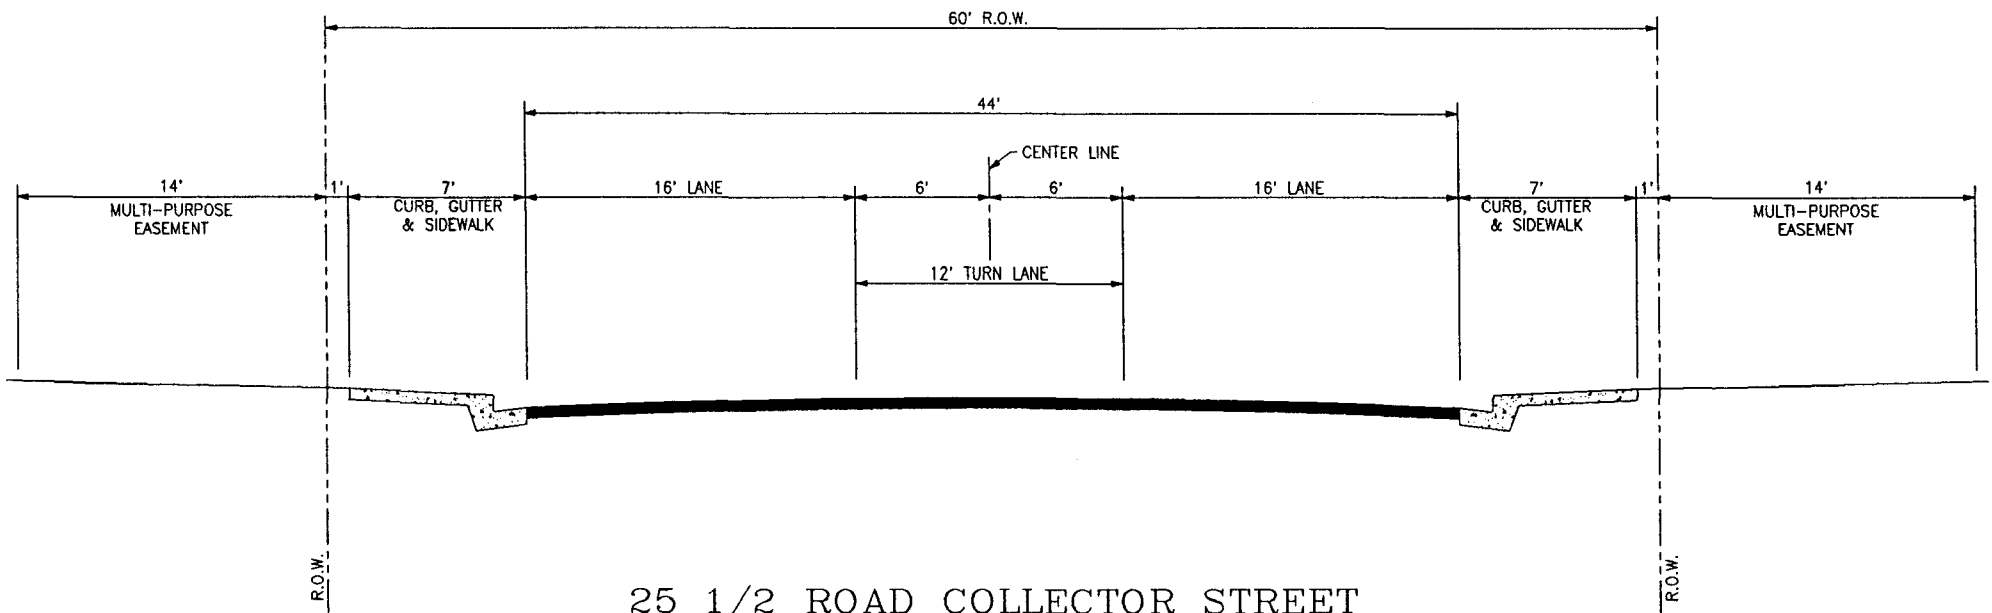 60' R.O.W.
44'
CENTER LINE
14'
1'
7'
16' LANE
6'
6'
16' LANE
7'
1'
14'
MULTI-PURPOSE
EASEMENT
CURB, GUTTER
& SIDEWALK
CURB, GUTTER
& SIDEWALK
MULTI-PURPOSE
EASEMENT
12' TURN LANE
R.O.W.
R.O.W.
25 1/2 ROAD COLLECTOR STREET